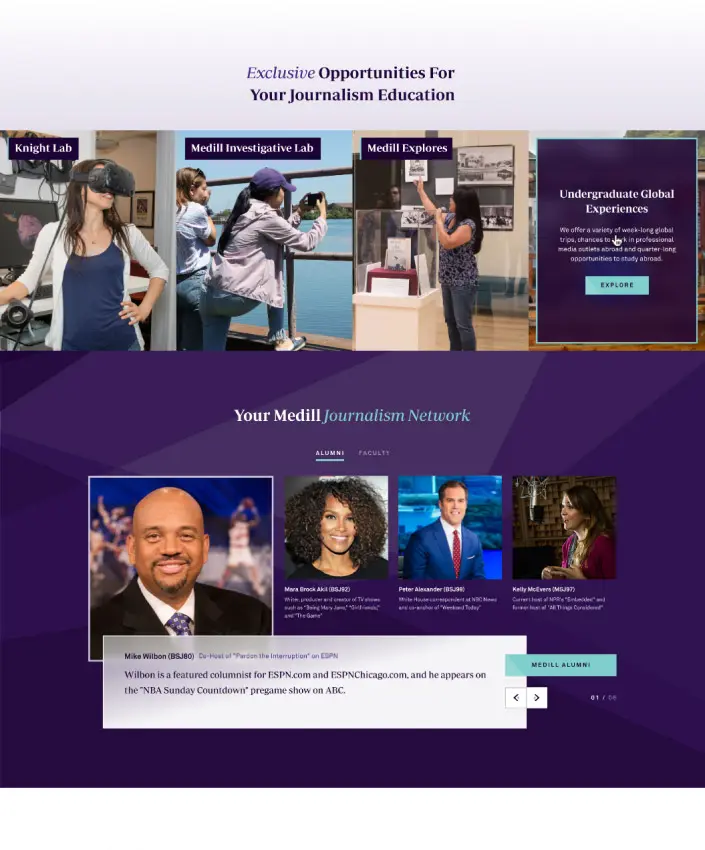 Exclusive Opportunities For
Your Journalism Education
Knight Lab
Medill Investigative Lab
Medill Explores
Undergraduate Global
Experiences
We offer a variety of week-long global
trips, chances to work in professional
media outlets abroad and quarter-long
opportunities to study abroad.
EXPLORE
Your Medill Journalism Network
ALUMNI FACULTY
Mara Brock Akil (BSJ92)
Writer, producer and creator of TV shows
such as "Being Mary Jane," "Girlfriends,"
and "The Game"
Peter Alexander (BSJ98)
White House correspondent at NBC News
and co-anchor of "Weekend Today"
Kelly McEvers (MSJ97)
Current host of NPR's "Embedded" and
former host of "All Things Considered"
Mike Wilbon (BSJ80) Co-Host of "Pardon the Interruption" on ESPN
Wilbon is a featured columnist for ESPN.com and ESPNChicago.com, and he appears on
the "NBA Sunday Countdown" pregame show on ABC.
MEDILL ALUMNI
01 / 06